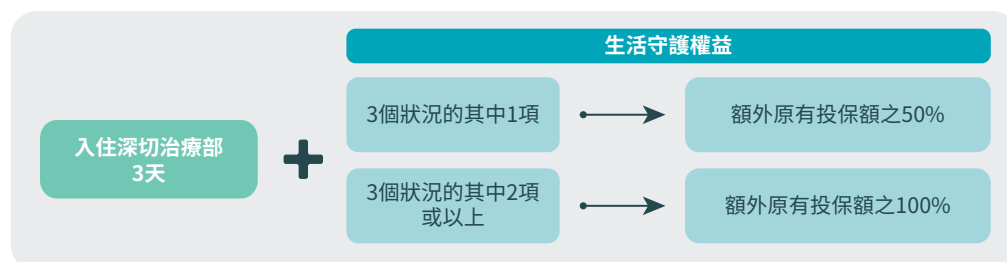 生活守護權益
入住深切治療部
3天
3個狀況的其中1項
額外原有投保額之50%
3個狀況的其中2項
或以上
額外原有投保額之100%